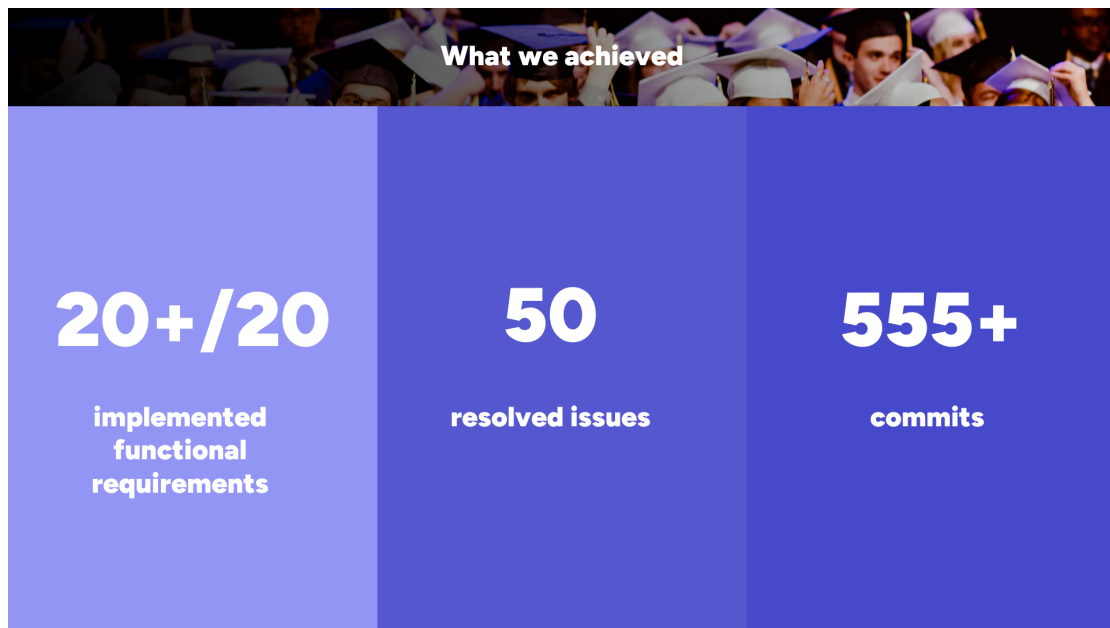 What we achieved
20+/20
implemented
functional
requirements
50
resolved issues
555+
commits